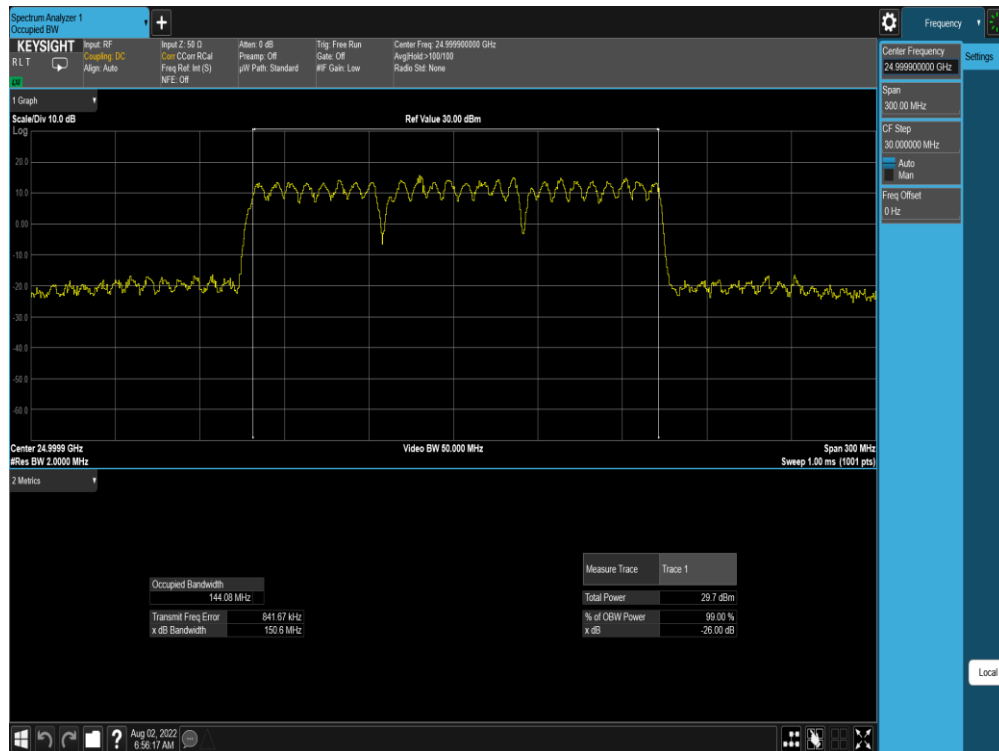 Spectrum Analyzer 1
Occupied BW
+
Frequency
KEYSIGHT
R L T
LXI
Input: RF
Coupling: DC
Align: Auto
Input Z: 50 Ω
Corr CCorr RCal
Freq Ref: Int (S)
NFE: Off
Atten: 0 dB
Preamp: Off
µW Path: Standard
Trig: Free Run
Gate: Off
#IF Gain: Low
Center Freq: 24.999900000 GHz
Avg|Hold:>100/100
Radio Std: None
Center Frequency
24.999900000 GHz
Settings
Span
300.00 MHz
CF Step
30.000000 MHz
Auto
Man
Freq Offset
0 Hz
1 Graph
Scale/Div 10.0 dB
Ref Value 30.00 dBm
Log
20.0
10.0
0.00
-10.0
-20.0
-30.0
-40.0
-50.0
-60.0
Center 24.9999 GHz
Video BW 50.000 MHz
Span 300 MHz
#Res BW 2.0000 MHz
Sweep 1.00 ms (1001 pts)
2 Metrics
Measure Trace
Trace 1
Occupied Bandwidth
144.08 MHz
Total Power
29.7 dBm
Transmit Freq Error
841.67 kHz
% of OBW Power
99.00 %
x dB Bandwidth
150.6 MHz
x dB
-26.00 dB
Local
?
Aug 02, 2022
6:56:17 AM